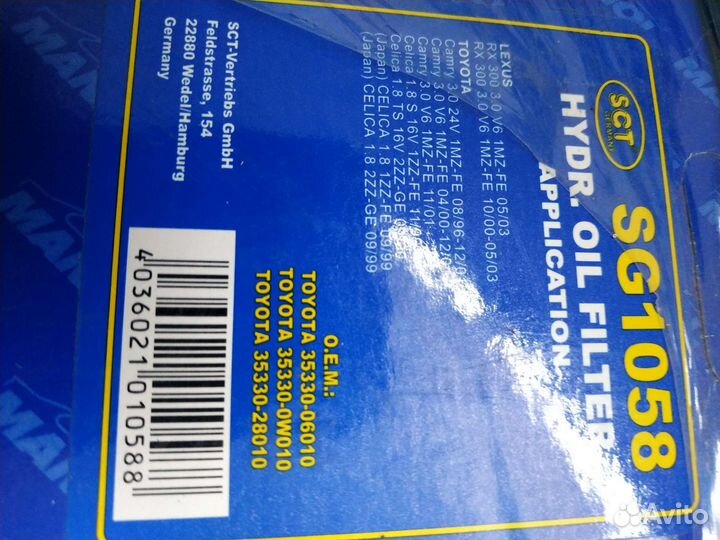 SCT
GERMANY
SG1058
HYDR. OIL FILTER
APPLICATION
LEXUS
RX 300 3.0 V6 1MZ-FE 05/03
RX 300 3.0 V6 1MZ-FE 10/00-05/03
TOYOTA
Camry 3.0 24V 1MZ-FE 08/96-12/0
Camry 3.0 V6 1MZ-FE 04/00-12/0
Camry 3.0 V6 1MZ-FE 11/01
Celica 1.8 S 16V 1ZZ-FE 11/9
Celica 1.8 TS 16V 2ZZ-GE
(Japan) CELICA 1.8 1ZZ-FE 09/99
(Japan) CELICA 1.8 2ZZ-GE 09/99
O.E.M.:
TOYOTA 35330-06010
TOYOTA 35330-0W010
TOYOTA 35330-28010
SCT-Vertriebs GmbH
Feldstrasse, 154
22880 Wedel/Hamburg
Germany
4036021010588
Avito